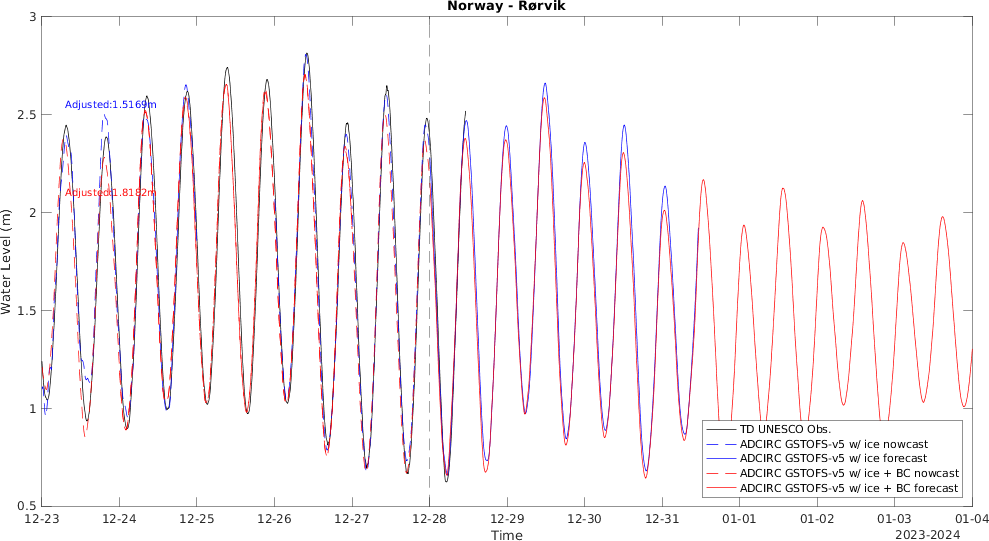 Norway - Rørvik
3
2.5
2
1.5
1
0.5
Water Level (m)
Adjusted:1.5169m
Adjusted:1.8182m
TD UNESCO Obs.
ADCIRC GSTOFS-v5 w/ ice nowcast
ADCIRC GSTOFS-v5 w/ ice forecast
ADCIRC GSTOFS-v5 w/ ice + BC nowcast
ADCIRC GSTOFS-v5 w/ ice + BC forecast
12-23 12-24 12-25 12-26 12-27 12-28 12-29 12-30 12-31 01-01 01-02 01-03 01-04
Time
2023-2024